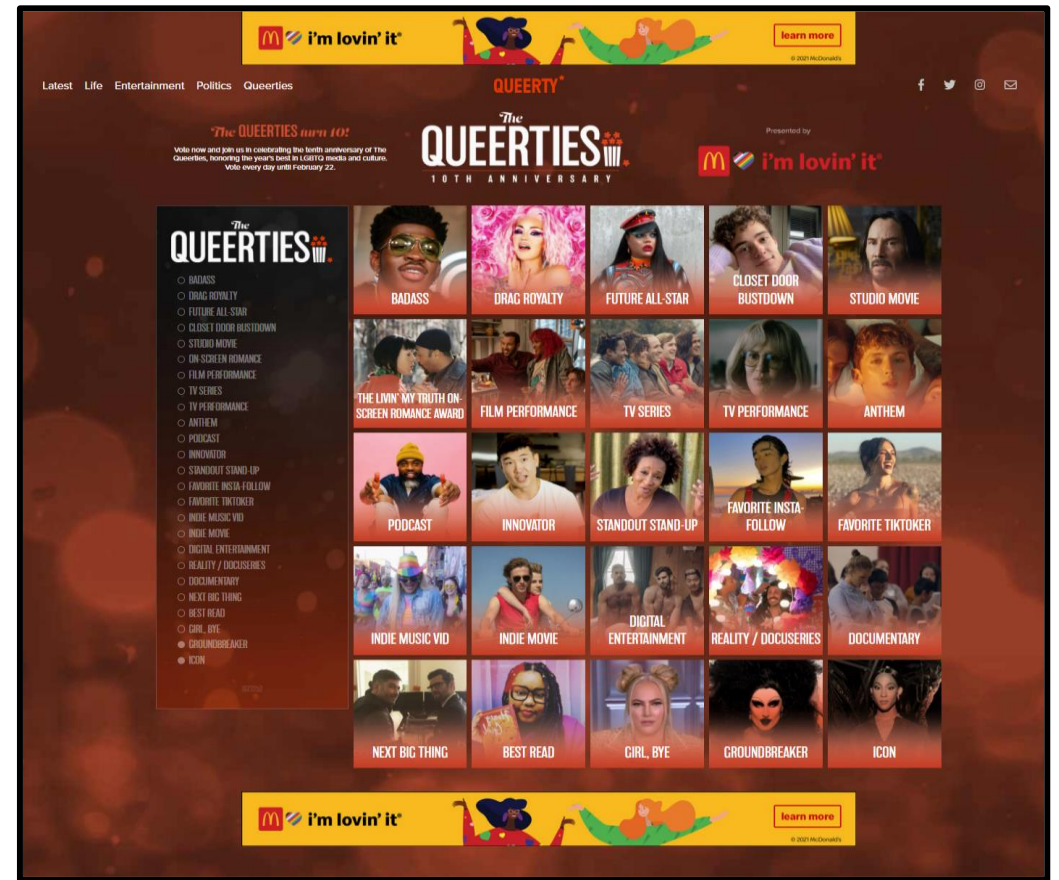 i'm lovin' it®
learn more
© 2021 McDonald's
Latest Life Entertainment Politics Queerties
QUEERTY*
The QUEERTIES turn 10!
Vote now and join us in celebrating the tenth anniversary of The
Queerties, honoring the year's best in LGBTQ media and culture.
Vote every day until February 22.
The
QUEERTIES
10TH ANNIVERSARY
Presented by
i'm lovin' it®
The
QUEERTIES
BADASS
DRAG ROYALTY
FUTURE ALL-STAR
CLOSET DOOR BUSTDOWN
STUDIO MOVIE
ON-SCREEN ROMANCE
FILM PERFORMANCE
TV SERIES
TV PERFORMANCE
ANTHEM
PODCAST
INNOVATOR
STANDOUT STAND-UP
FAVORITE INSTA-FOLLOW
FAVORITE TIKTOKER
INDIE MUSIC VID
INDIE MOVIE
DIGITAL ENTERTAINMENT
REALITY / DOCUSERIES
DOCUMENTARY
NEXT BIG THING
BEST READ
GIRL, BYE
GROUNDBREAKER
ICON
BADASS
DRAG ROYALTY
FUTURE ALL-STAR
CLOSET DOOR
BUSTDOWN
STUDIO MOVIE
THE LIVIN' MY TRUTH ON-
SCREEN ROMANCE AWARD
FILM PERFORMANCE
TV SERIES
TV PERFORMANCE
ANTHEM
PODCAST
INNOVATOR
STANDOUT STAND-UP
FAVORITE INSTA-
FOLLOW
FAVORITE TIKTOKER
INDIE MUSIC VID
INDIE MOVIE
DIGITAL
ENTERTAINMENT
REALITY / DOCUSERIES
DOCUMENTARY
NEXT BIG THING
BEST READ
GIRL, BYE
GROUNDBREAKER
ICON
i'm lovin' it®
learn more
© 2021 McDonald's